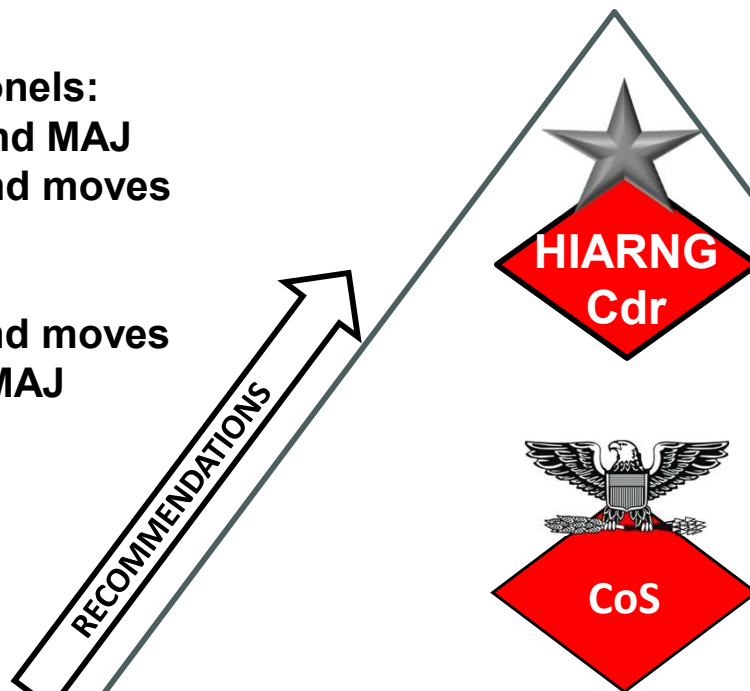 onels:
nd MAJ
nd moves
nd moves
MAJ
RECOMMENDATIONS
HIARNG
Cdr
CoS